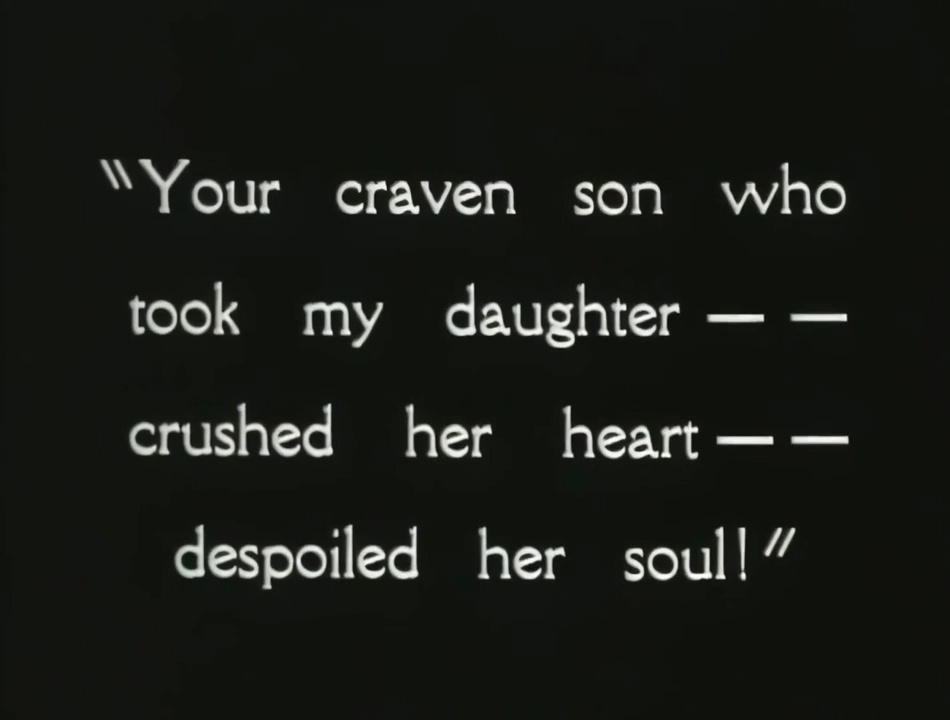 "Your craven son who
took my daughter — —
crushed her heart — —
despoiled her soul!"